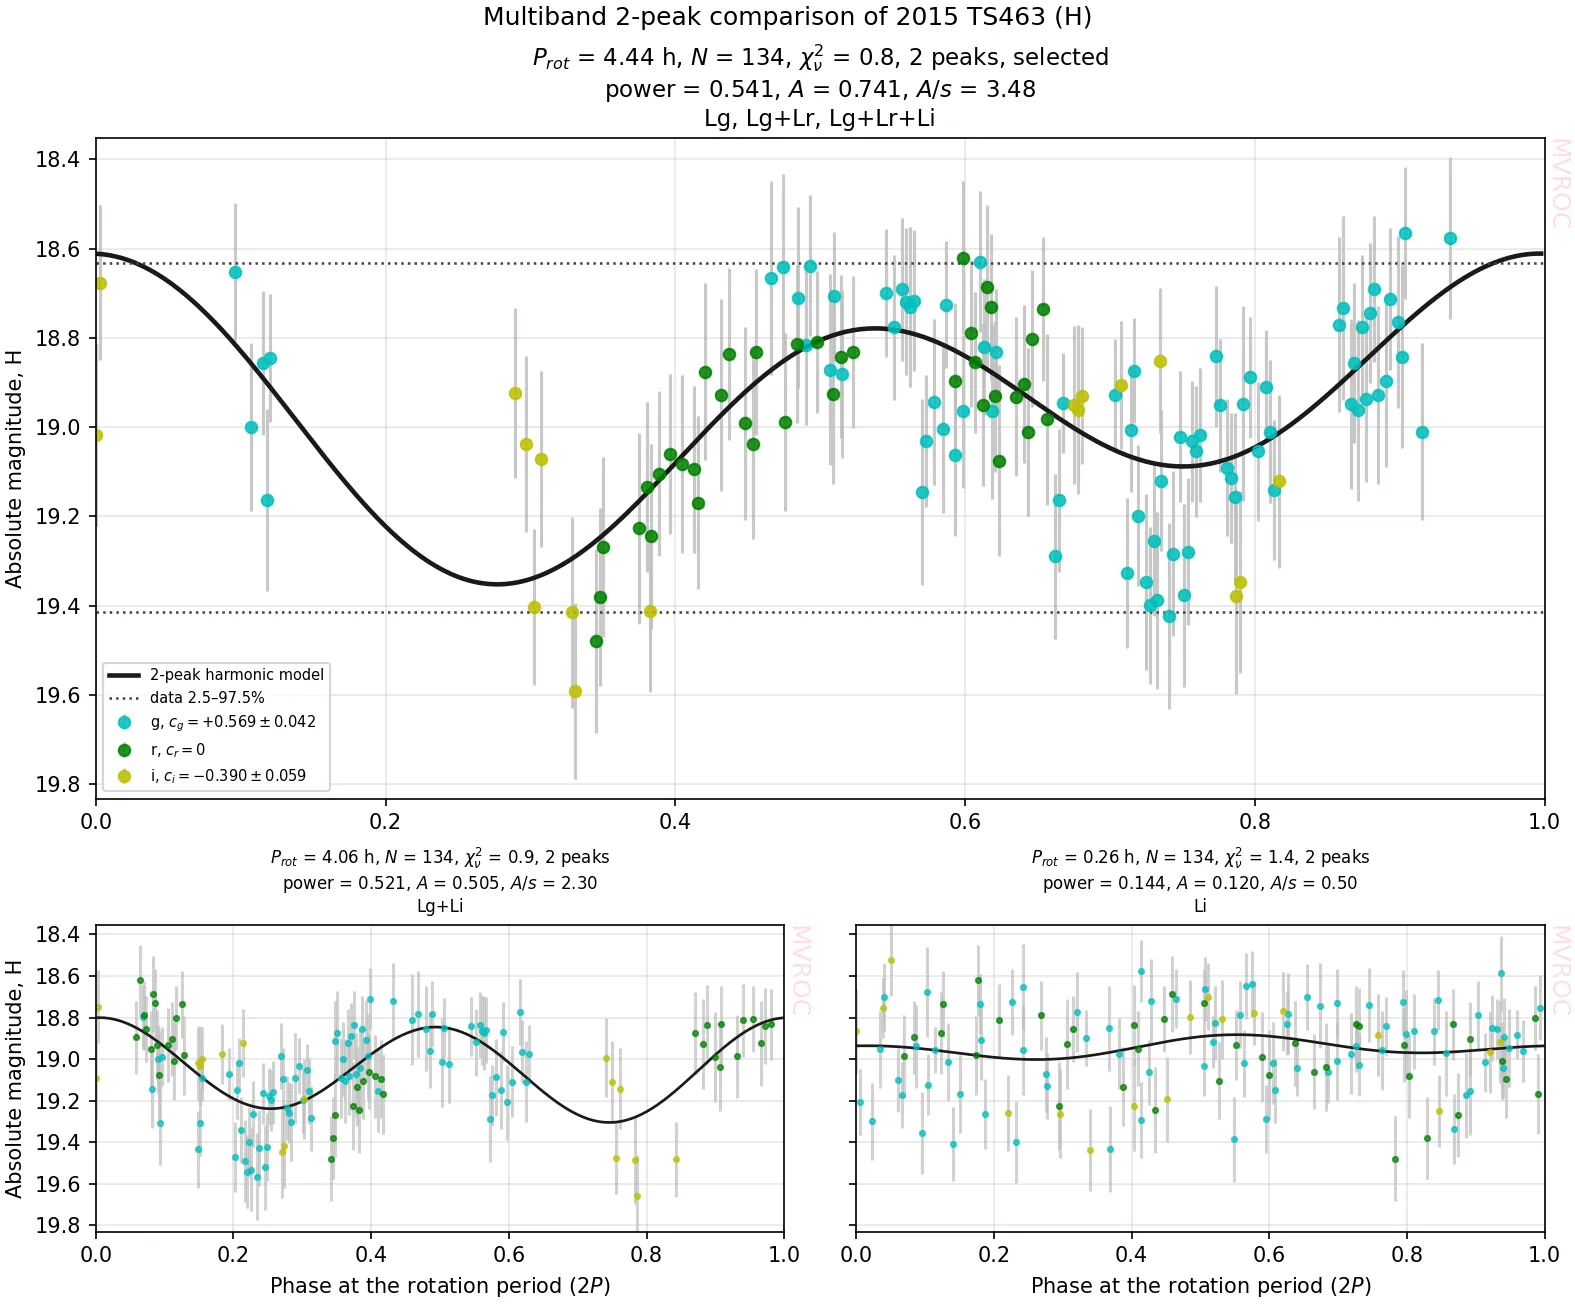 Multiband 2-peak comparison of 2015 TS463 (H)
P_rot = 4.44 h, N = 134, χ²_ν = 0.8, 2 peaks, selected
power = 0.541, A = 0.741, A/s = 3.48
Lg, Lg+Lr, Lg+Lr+Li
MVROC
Absolute magnitude, H
18.4
18.6
18.8
19.0
19.2
19.4
19.6
19.8
2-peak harmonic model
data 2.5–97.5%
g, c_g = +0.569 ± 0.042
r, c_r = 0
i, c_i = −0.390 ± 0.059
0.0 0.2 0.4 0.6 0.8 1.0
P_rot = 4.06 h, N = 134, χ²_ν = 0.9, 2 peaks
power = 0.521, A = 0.505, A/s = 2.30
Lg+Li
MVROC
Absolute magnitude, H
18.4
18.6
18.8
19.0
19.2
19.4
19.6
19.8
0.0 0.2 0.4 0.6 0.8 1.0
Phase at the rotation period (2P)
P_rot = 0.26 h, N = 134, χ²_ν = 1.4, 2 peaks
power = 0.144, A = 0.120, A/s = 0.50
Li
MVROC
0.0 0.2 0.4 0.6 0.8 1.0
Phase at the rotation period (2P)